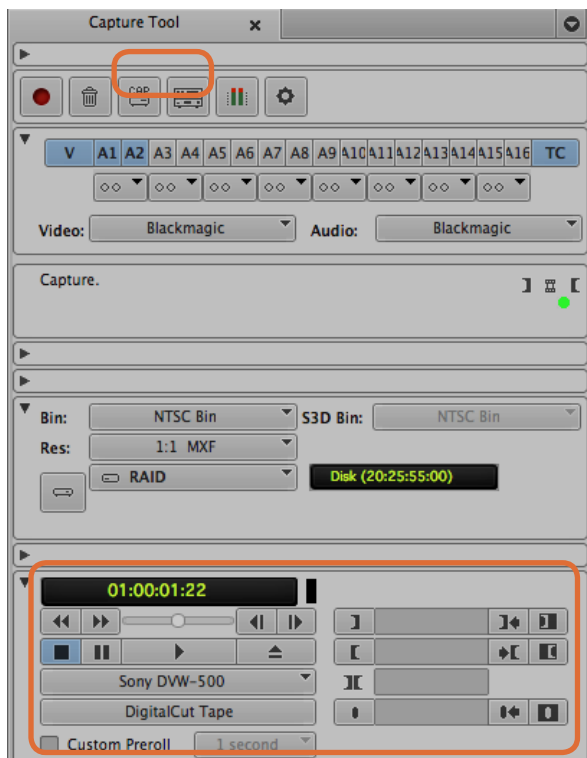 Capture Tool x
CAP
V A1 A2 A3 A4 A5 A6 A7 A8 A9 A10 A11 A12 A13 A14 A15 A16 TC
Video: Blackmagic Audio: Blackmagic
Capture.
Bin: NTSC Bin S3D Bin: NTSC Bin
Res: 1:1 MXF
RAID Disk (20:25:55:00)
01:00:01:22
Sony DVW-500
DigitalCut Tape
Custom Preroll 1 second